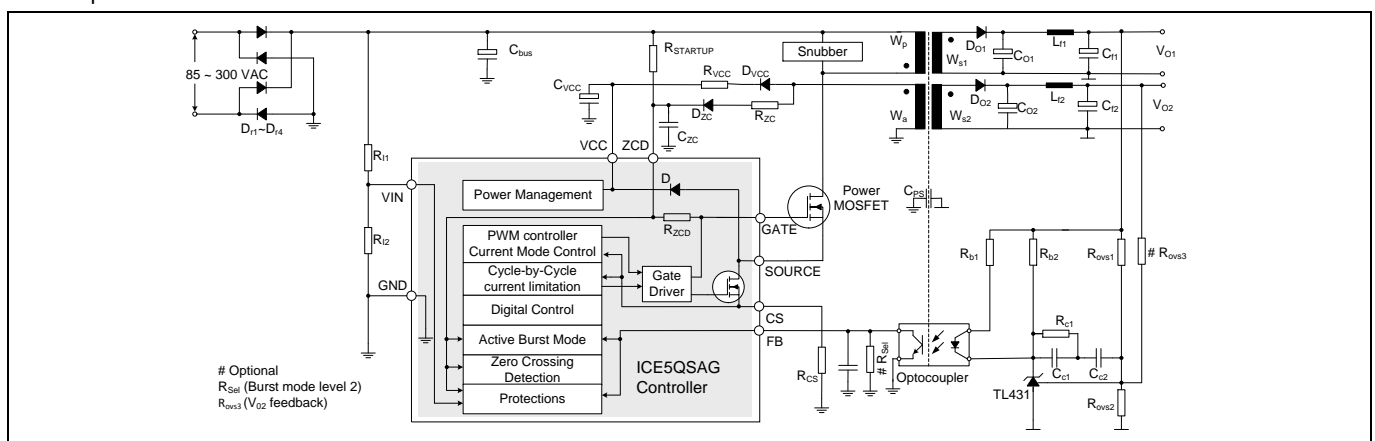 85 ~ 300 VAC
Dr1~Dr4
Cbus
RSTARTUP
Snubber
Wp
Ws1
DO1
CO1
Lf1
Cf1
VO1
CVCC
RVCC
DVCC
DZC
RZC
CZC
Wa
Ws2
DO2
CO2
Lf2
Cf2
VO2
VCC
ZCD
RI1
VIN
RI2
GND
Power Management
D
RZCD
GATE
Power
MOSFET
CPS
SOURCE
PWM controller
Current Mode Control
Cycle-by-Cycle
current limitation
Gate
Driver
Digital Control
CS
FB
Active Burst Mode
Zero Crossing
Detection
Protections
ICE5QSAG
Controller
RCS
# RSel
Optocoupler
Rb1
Rb2
Rovs1
# Rovs3
Rc1
Cc1
Cc2
TL431
Rovs2
# Optional
RSel (Burst mode level 2)
Rovs3 (V02 feedback)